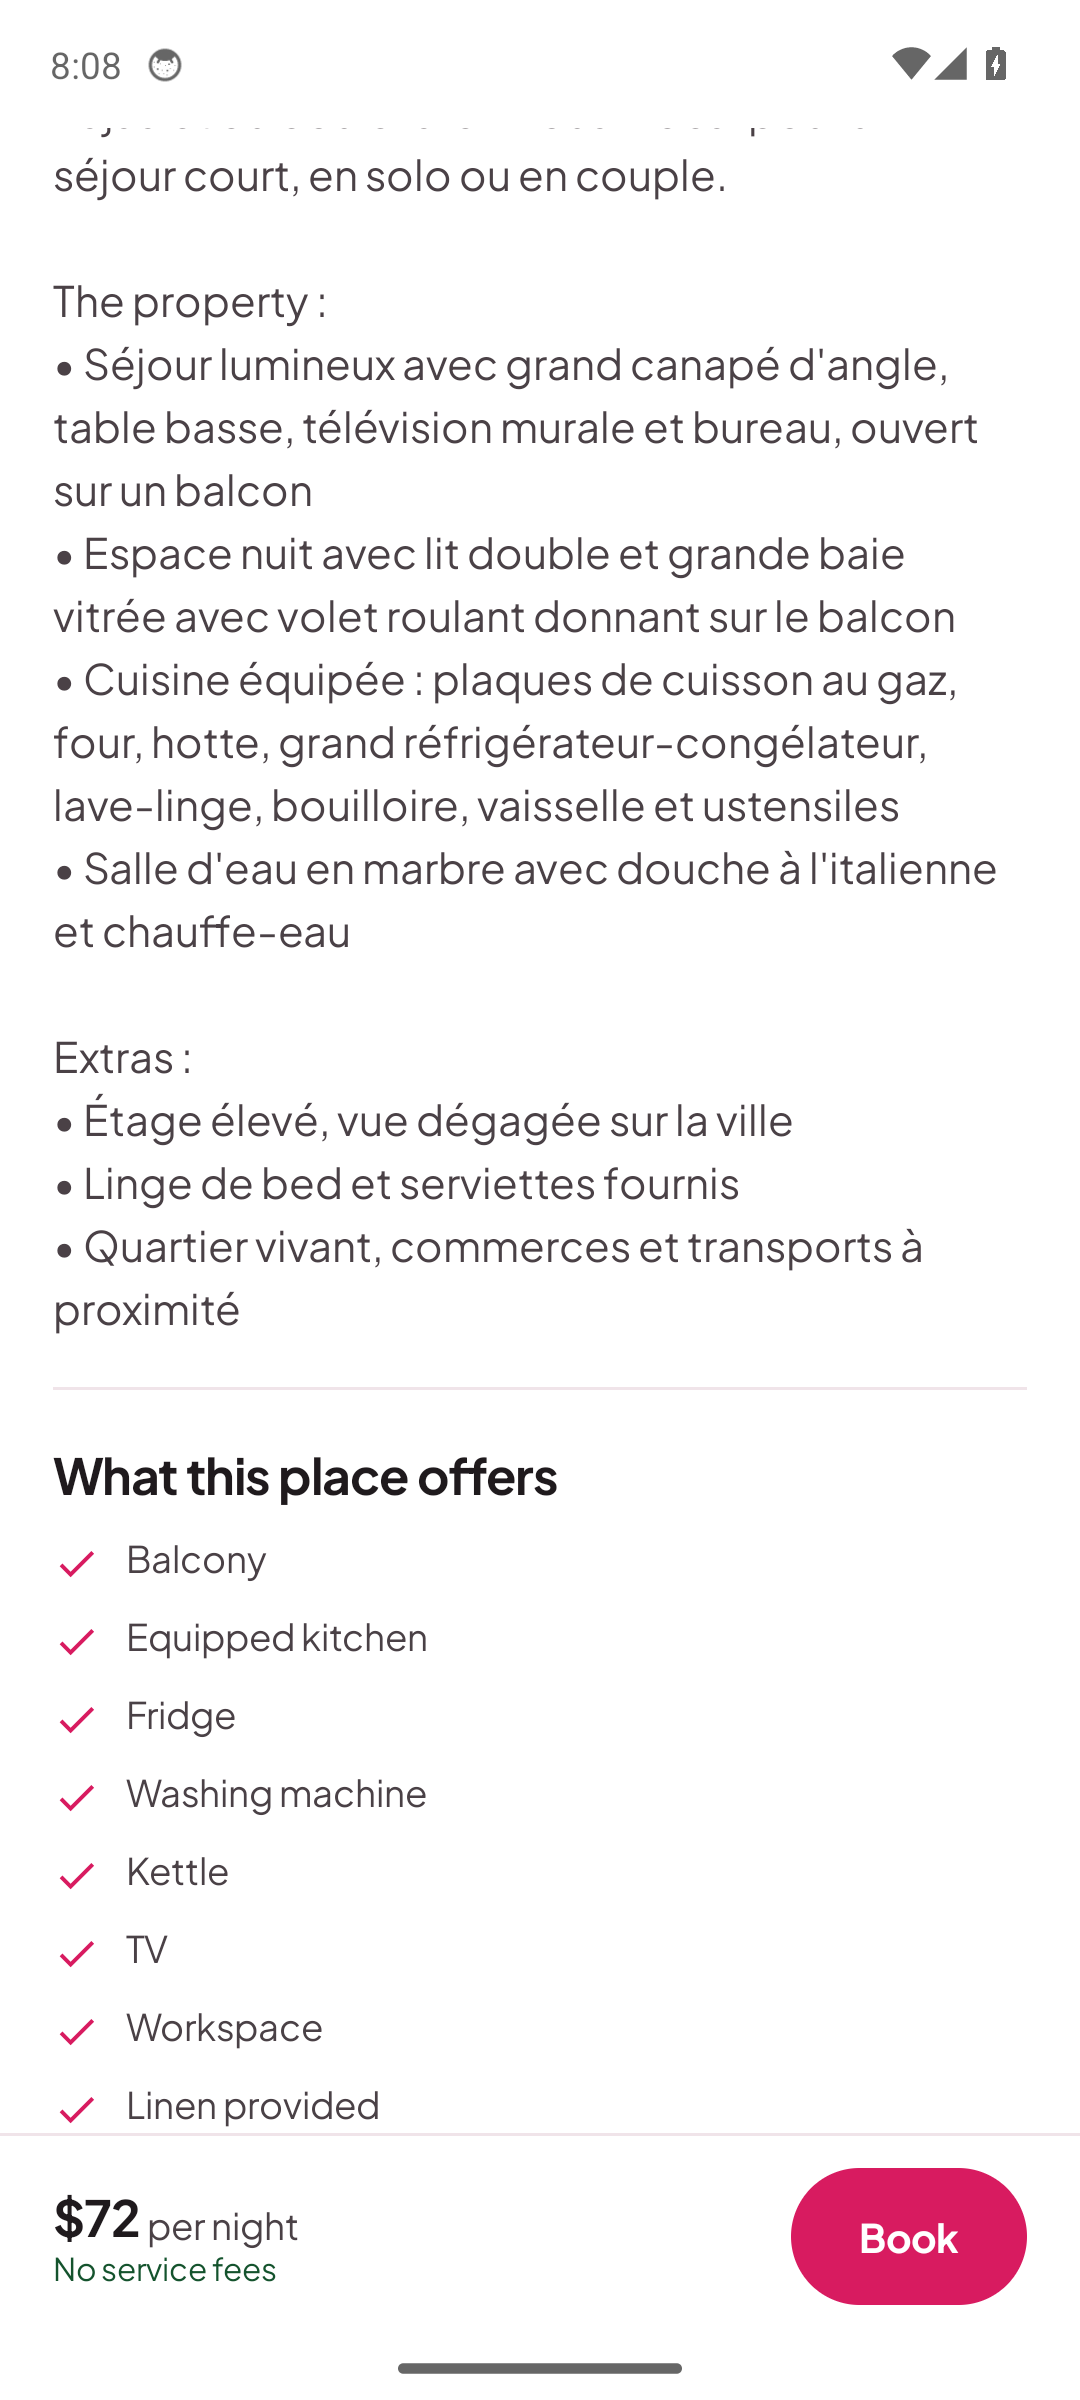 8:08
séjour court, en solo ou en couple.
The property :
• Séjour lumineux avec grand canapé d'angle,
table basse, télévision murale et bureau, ouvert
sur un balcon
• Espace nuit avec lit double et grande baie
vitrée avec volet roulant donnant sur le balcon
• Cuisine équipée : plaques de cuisson au gaz,
four, hotte, grand réfrigérateur-congélateur,
lave-linge, bouilloire, vaisselle et ustensiles
• Salle d'eau en marbre avec douche à l'italienne
et chauffe-eau
Extras :
• Étage élevé, vue dégagée sur la ville
• Linge de bed et serviettes fournis
• Quartier vivant, commerces et transports à
proximité
What this place offers
Balcony
Equipped kitchen
Fridge
Washing machine
Kettle
TV
Workspace
Linen provided
$72 per night
No service fees
Book